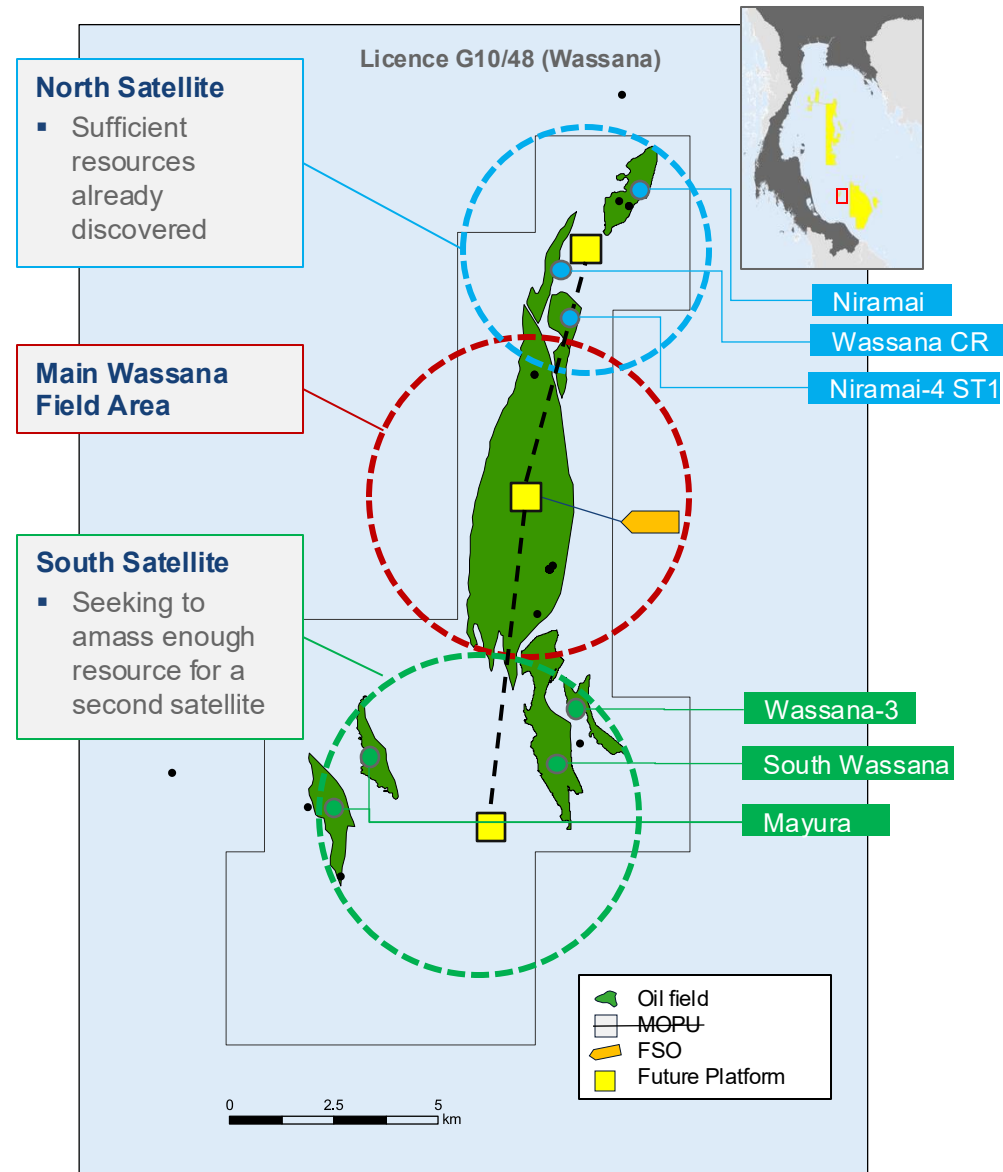 Licence G10/48 (Wassana)
North Satellite
▪ Sufficient
resources
already
discovered
Niramai
Wassana CR
Niramai-4 ST1
Main Wassana
Field Area
South Satellite
▪ Seeking to
amass enough
resource for a
second satellite
Wassana-3
South Wassana
Mayura
Oil field
MOPU
FSO
Future Platform
0 2.5 5
km